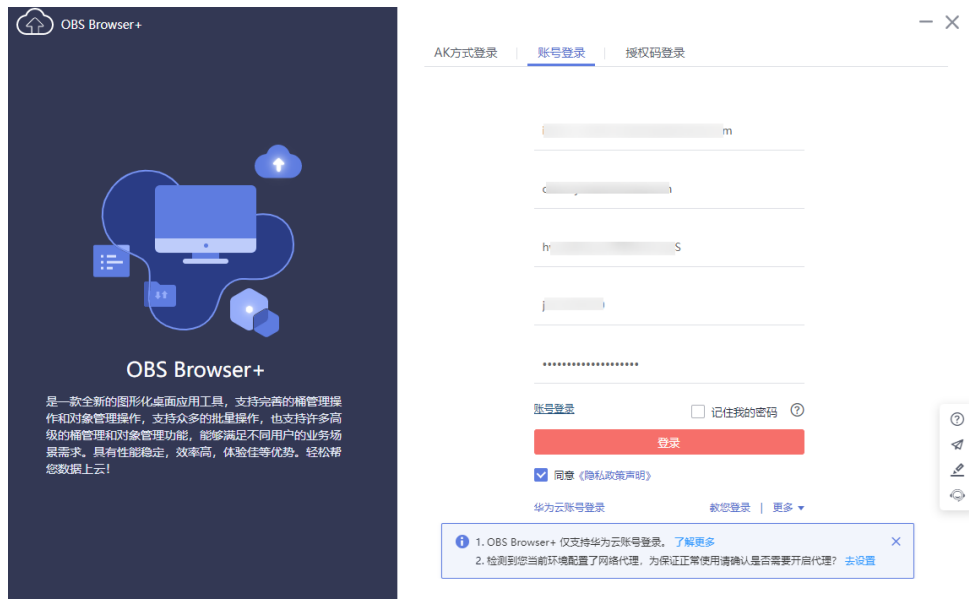 OBS Browser+
AK方式登录
账号登录
授权码登录
m
S
j
OBS Browser+
是一款全新的图形化桌面应用工具，支持完善的桶管理操
作和对象管理操作，支持众多的批量操作，也支持许多高
级的桶管理和对象管理功能，能够满足不同用户的业务场
景需求。具有性能稳定，效率高，体验佳等优势。轻松帮
您数据上云！
账号登录
记住我的密码
登录
同意《隐私政策声明》
华为云账号登录
教您登录 | 更多
1. OBS Browser+ 仅支持华为云账号登录。 了解更多
2. 检测到您当前环境配置了网络代理，为保证正常使用请确认是否需要开启代理？ 去设置